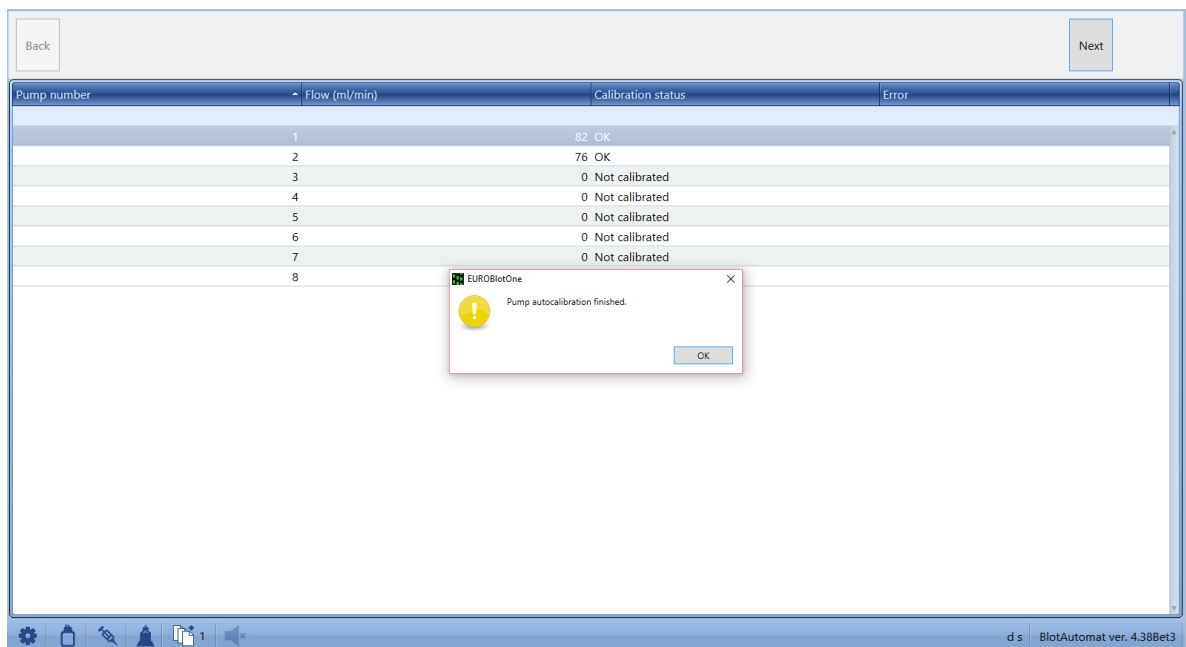 Back
Next
Pump number Flow (ml/min) Calibration status Error
1 82 OK
2 76 OK
3 0 Not calibrated
4 0 Not calibrated
5 0 Not calibrated
6 0 Not calibrated
7 0 Not calibrated
8
EUROBlotOne
Pump autocalibration finished.
OK
1
d s BlotAutomat ver. 4.38Bet3